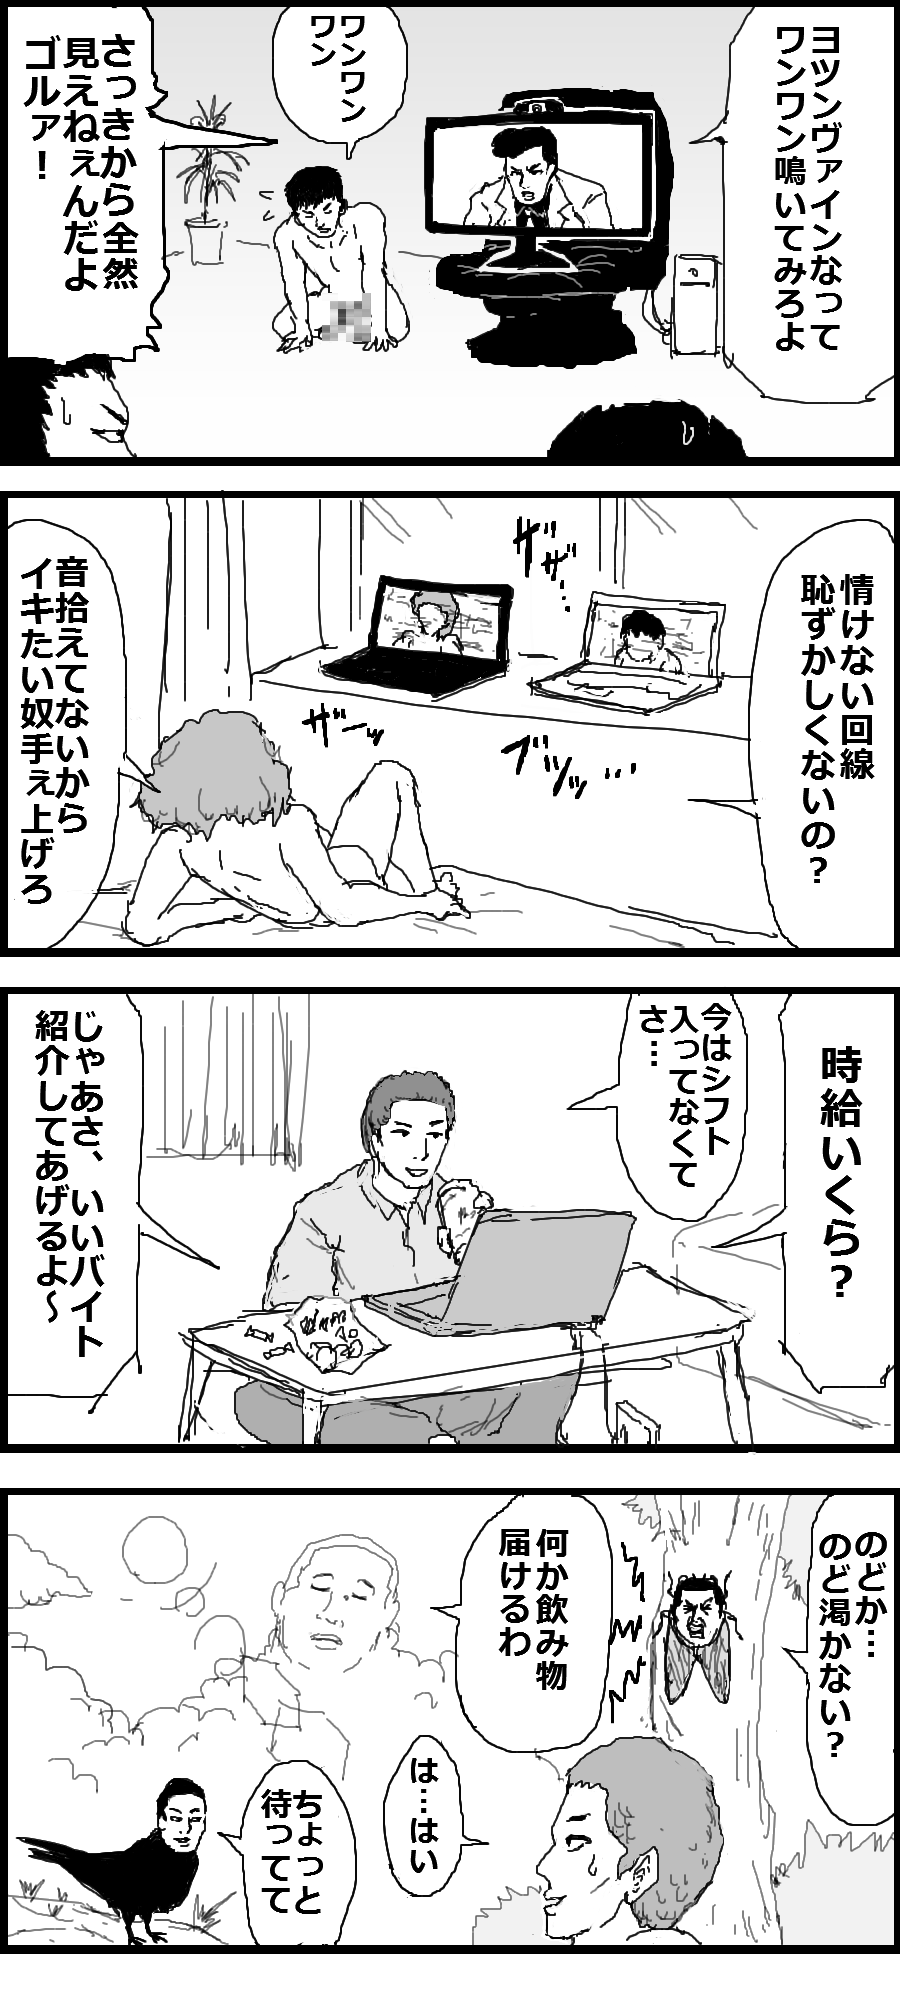 ヨツンヴァインなって
ワンワン鳴いてみろよ
ワンワン
ワン
さっきから全然
見えねぇんだよ
ゴルァ！
情けない回線
恥ずかしくないの？
ザ
ザ゛…
ザーッ
ブツッ…
音拾えてないから
イキたい奴手ぇ上げろ
時給いくら？
今はシフト
入ってなくて
さ…
じゃあさ、いいバイト
紹介してあげるよ～
のどか…
のど渇かない？
何か飲み物
届けるわ
は…はい
ちょっと
待ってて